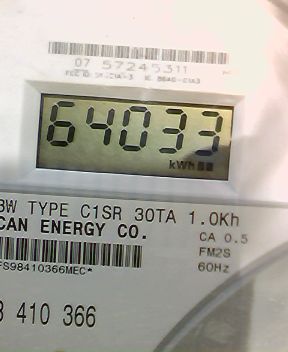 07 57245311
64033
kWh
3W TYPE C1SR 30TA 1.0Kh
CAN ENERGY CO.
CA 0.5
FM2S
60Hz
FS98410366MEC*
8 410 366